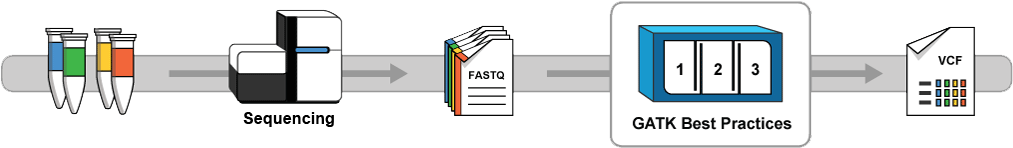 Sequencing
FASTQ
1 2 3
GATK Best Practices
VCF